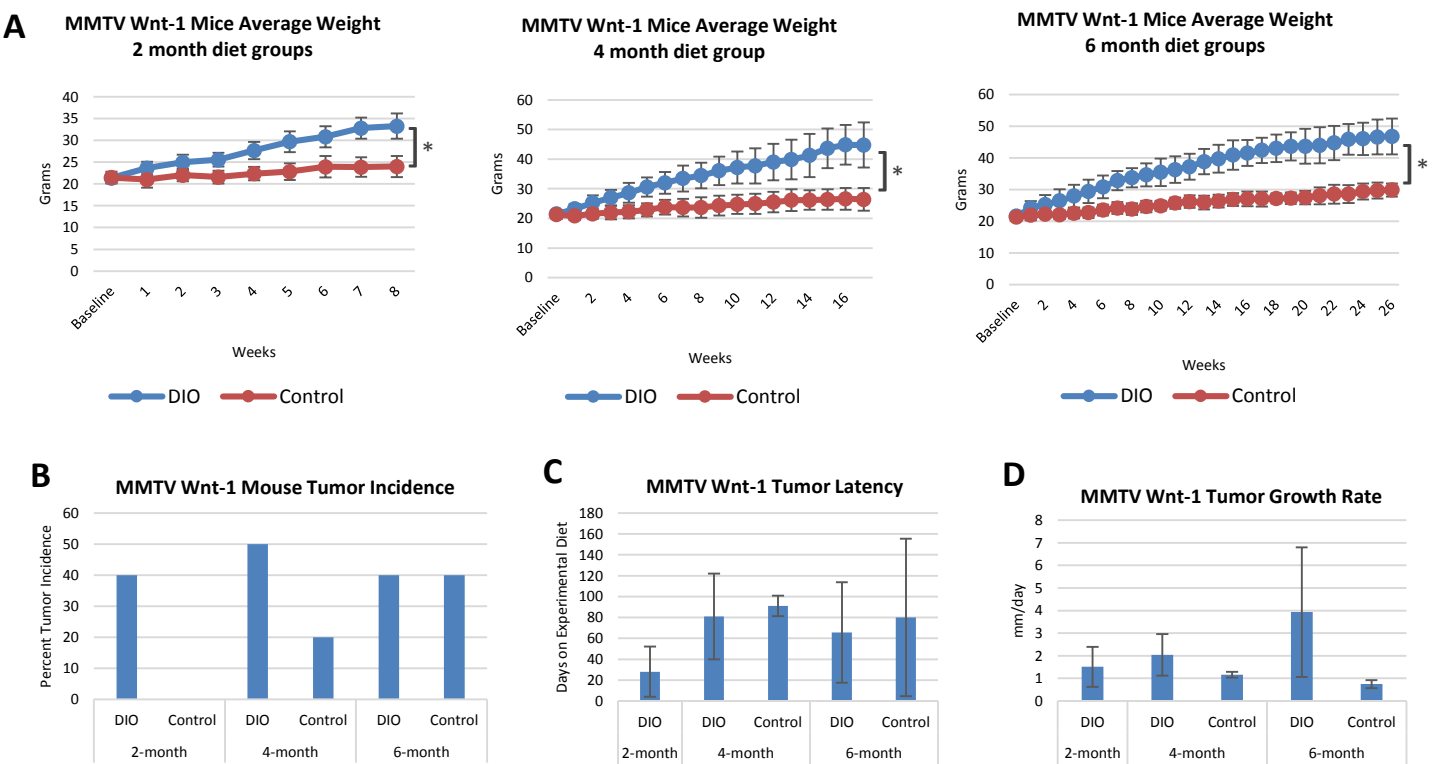 A
MMTV Wnt-1 Mice Average Weight
2 month diet groups
40
35
30
25
20
15
10
5
0
Grams
Baseline 1 2 3 4 5 6 7 8
Weeks
DIO Control
*
MMTV Wnt-1 Mice Average Weight
4 month diet group
60
50
40
30
20
10
0
Grams
Baseline 2 4 6 8 10 12 14 16
Weeks
DIO Control
*
MMTV Wnt-1 Mice Average Weight
6 month diet groups
60
50
40
30
20
10
0
Grams
Baseline 2 4 6 8 10 12 14 16 18 20 22 24 26
Weeks
DIO Control
*
B
MMTV Wnt-1 Mouse Tumor Incidence
60
50
40
30
20
10
0
Percent Tumor Incidence
DIO Control DIO Control DIO Control
2-month 4-month 6-month
C
MMTV Wnt-1 Tumor Latency
180
160
140
120
100
80
60
40
20
0
Days on Experimental Diet
DIO DIO Control DIO Control
2-month 4-month 6-month
D
MMTV Wnt-1 Tumor Growth Rate
8
7
6
5
4
3
2
1
0
mm/day
DIO DIO Control DIO Control
2-month 4-month 6-month